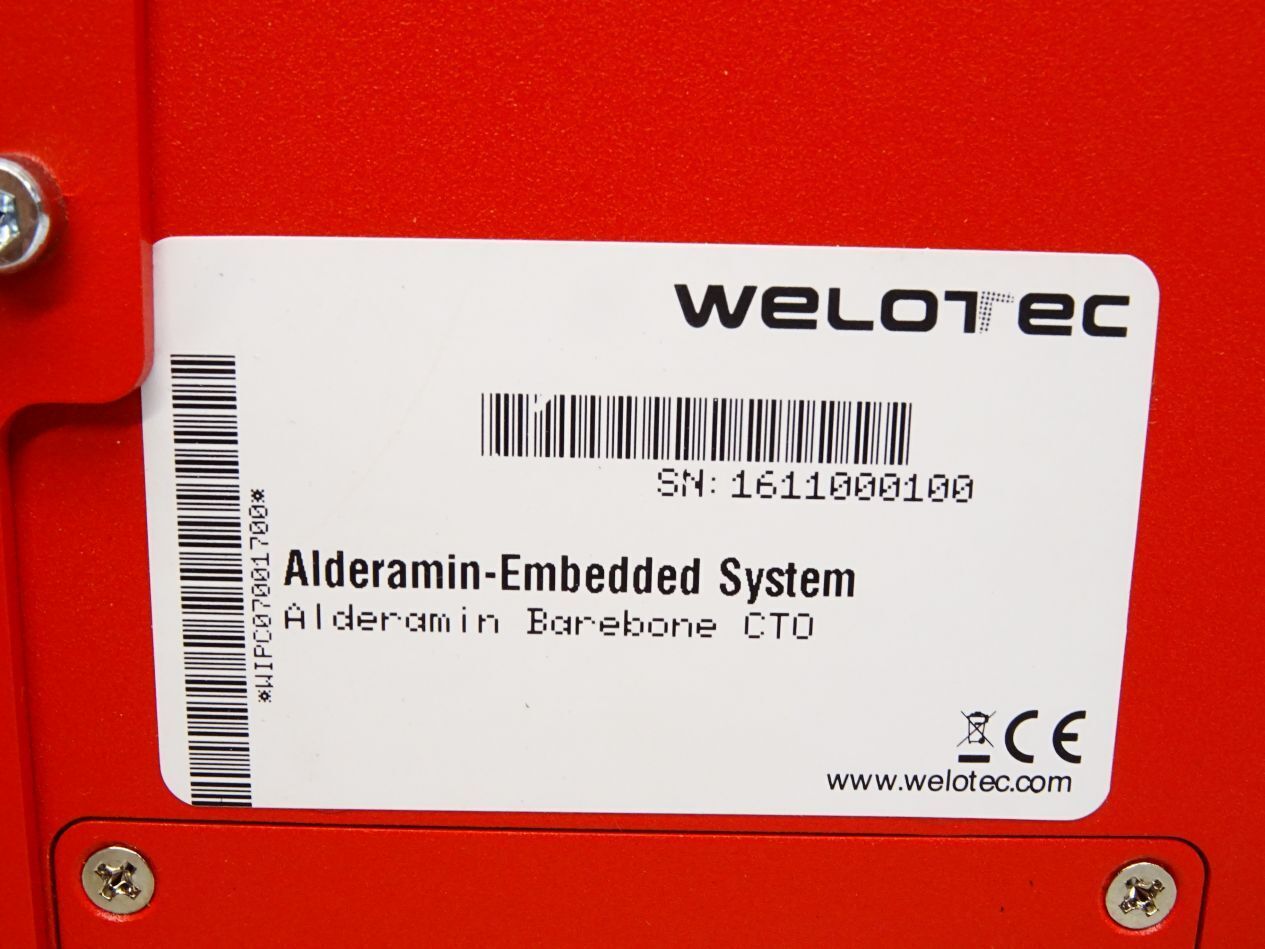 WELOTEC
SN:1611000100
*WIPC07001700*
Alderamin-Embedded System
Alderamin Barebone CTO
CE
www.welotec.com